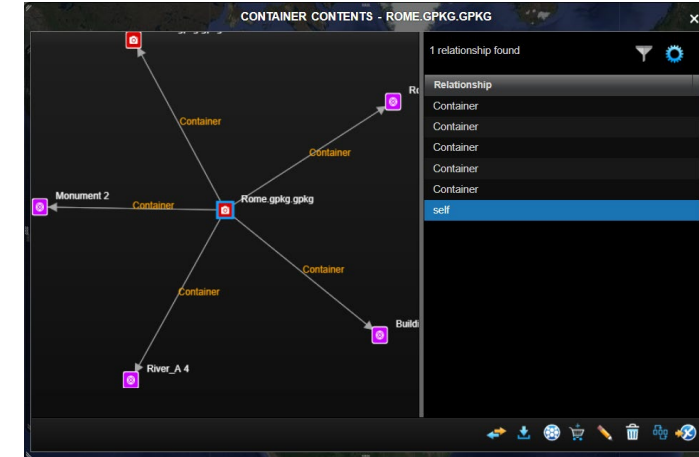 CONTAINER CONTENTS - ROME.GPKG.GPKG
1 relationship found
Relationship
Container
Container
Container
Container
Container
self
Container
Container
Monument 2
Container
Rome.gpkg.gpkg
Container
Container
River_A 4